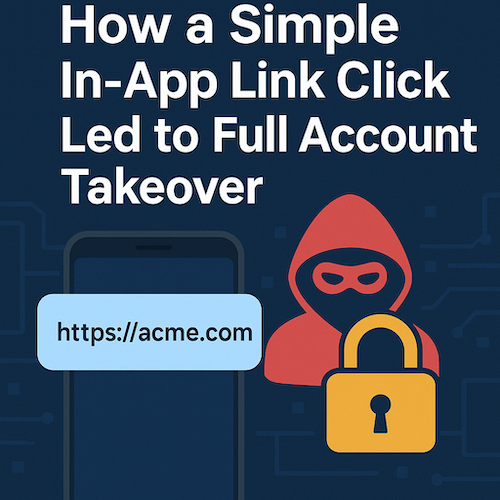 How a Simple
In-App Link Click
Led to Full Account
Takeover
https://acme.com